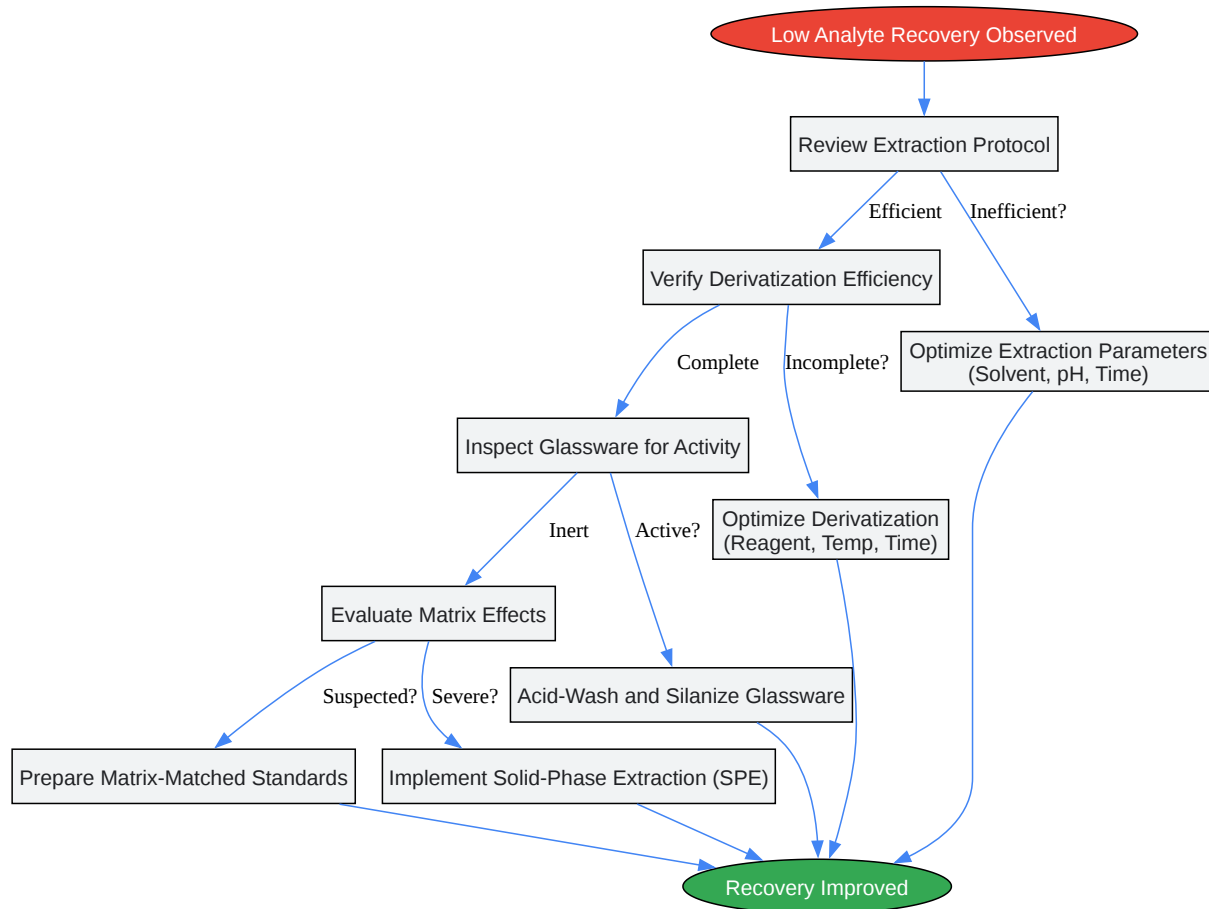 Low Analyte Recovery Observed
Review Extraction Protocol
Efficient
Inefficient?
Verify Derivatization Efficiency
Optimize Extraction Parameters
(Solvent, pH, Time)
Complete
Incomplete?
Inspect Glassware for Activity
Optimize Derivatization
(Reagent, Temp, Time)
Inert
Active?
Evaluate Matrix Effects
Suspected?
Severe?
Acid-Wash and Silanize Glassware
Prepare Matrix-Matched Standards
Implement Solid-Phase Extraction (SPE)
Recovery Improved